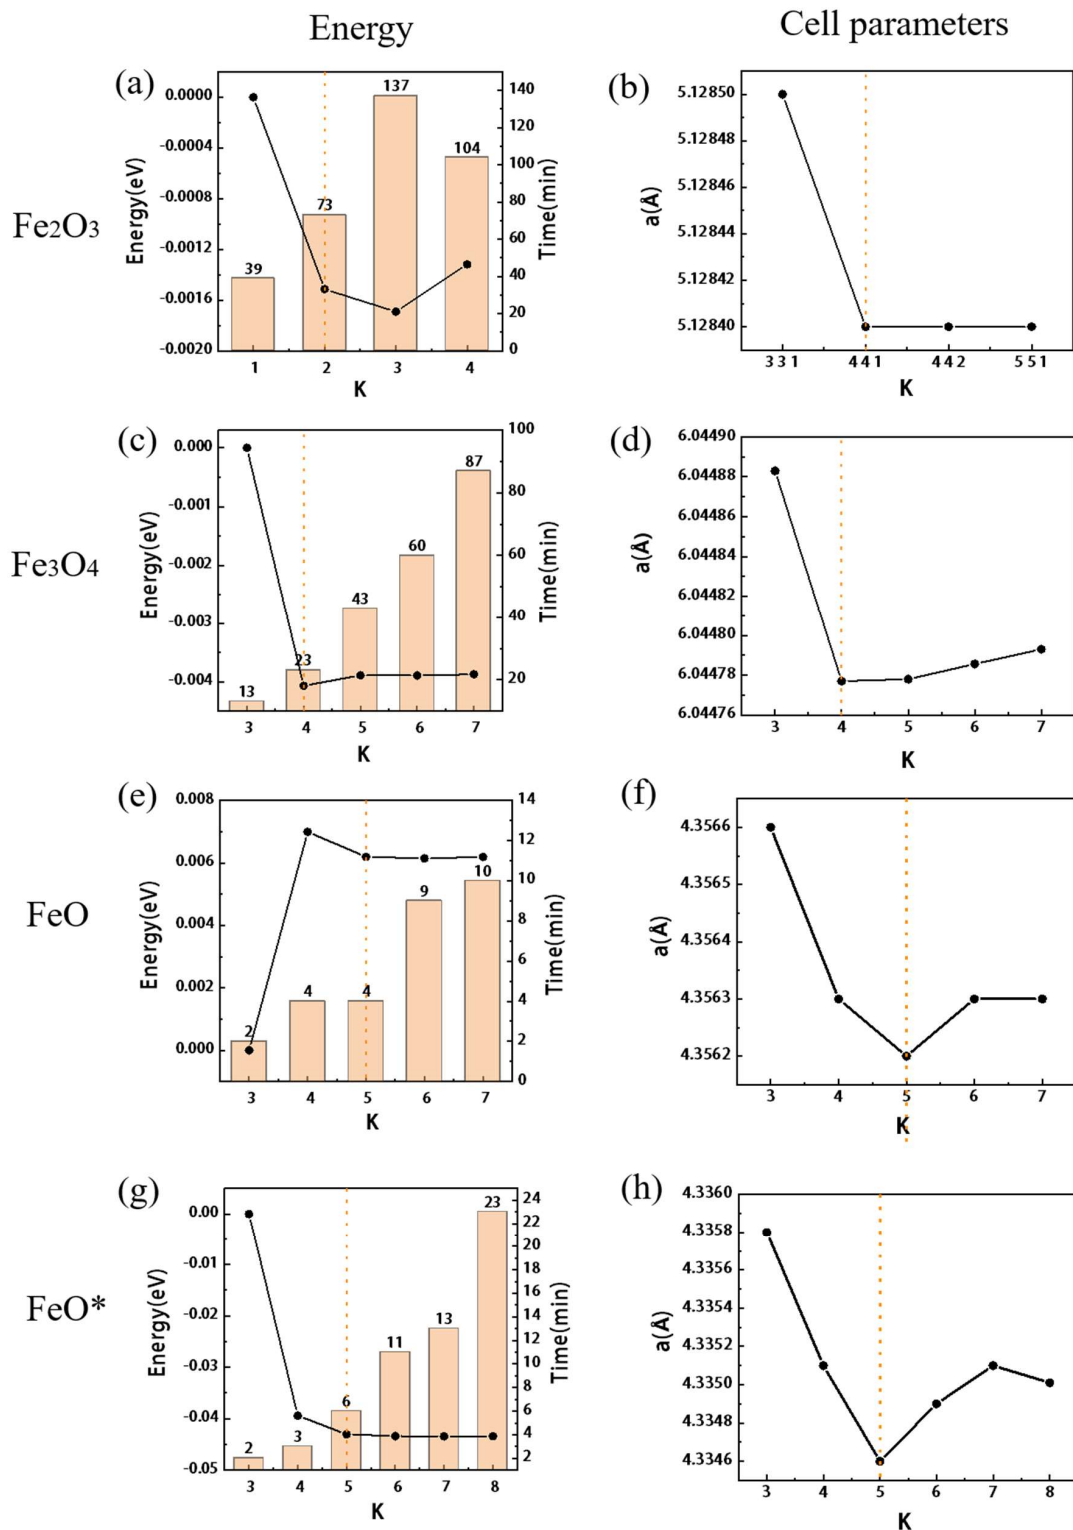 Energy
Cell parameters
Fe2O3
(a)
Energy(eV)
0.0000
-0.0004
-0.0008
-0.0012
-0.0016
-0.0020
39
73
137
104
140
120
100
80
60
40
20
0
Time(min)
1 2 3 4
K
(b)
a(Å)
5.12850
5.12848
5.12846
5.12844
5.12842
5.12840
3 3 1 4 4 1 4 4 2 5 5 1
K
Fe3O4
(c)
Energy(eV)
0.000
-0.001
-0.002
-0.003
-0.004
13
23
43
60
87
100
80
60
40
20
Time(min)
3 4 5 6 7
K
(d)
a(Å)
6.04490
6.04488
6.04486
6.04484
6.04482
6.04480
6.04478
6.04476
3 4 5 6 7
K
FeO
(e)
Energy(eV)
0.008
0.006
0.004
0.002
0.000
2
4
4
9
10
14
12
10
8
6
4
2
0
Time(min)
3 4 5 6 7
K
(f)
a(Å)
4.3566
4.3565
4.3564
4.3563
4.3562
3 4 5 6 7
K
FeO*
(g)
Energy(eV)
0.00
-0.01
-0.02
-0.03
-0.04
-0.05
2
3
6
11
13
23
24
22
20
18
16
14
12
10
8
6
4
2
Time(min)
3 4 5 6 7 8
K
(h)
a(Å)
4.3360
4.3358
4.3356
4.3354
4.3352
4.3350
4.3348
4.3346
3 4 5 6 7 8
K